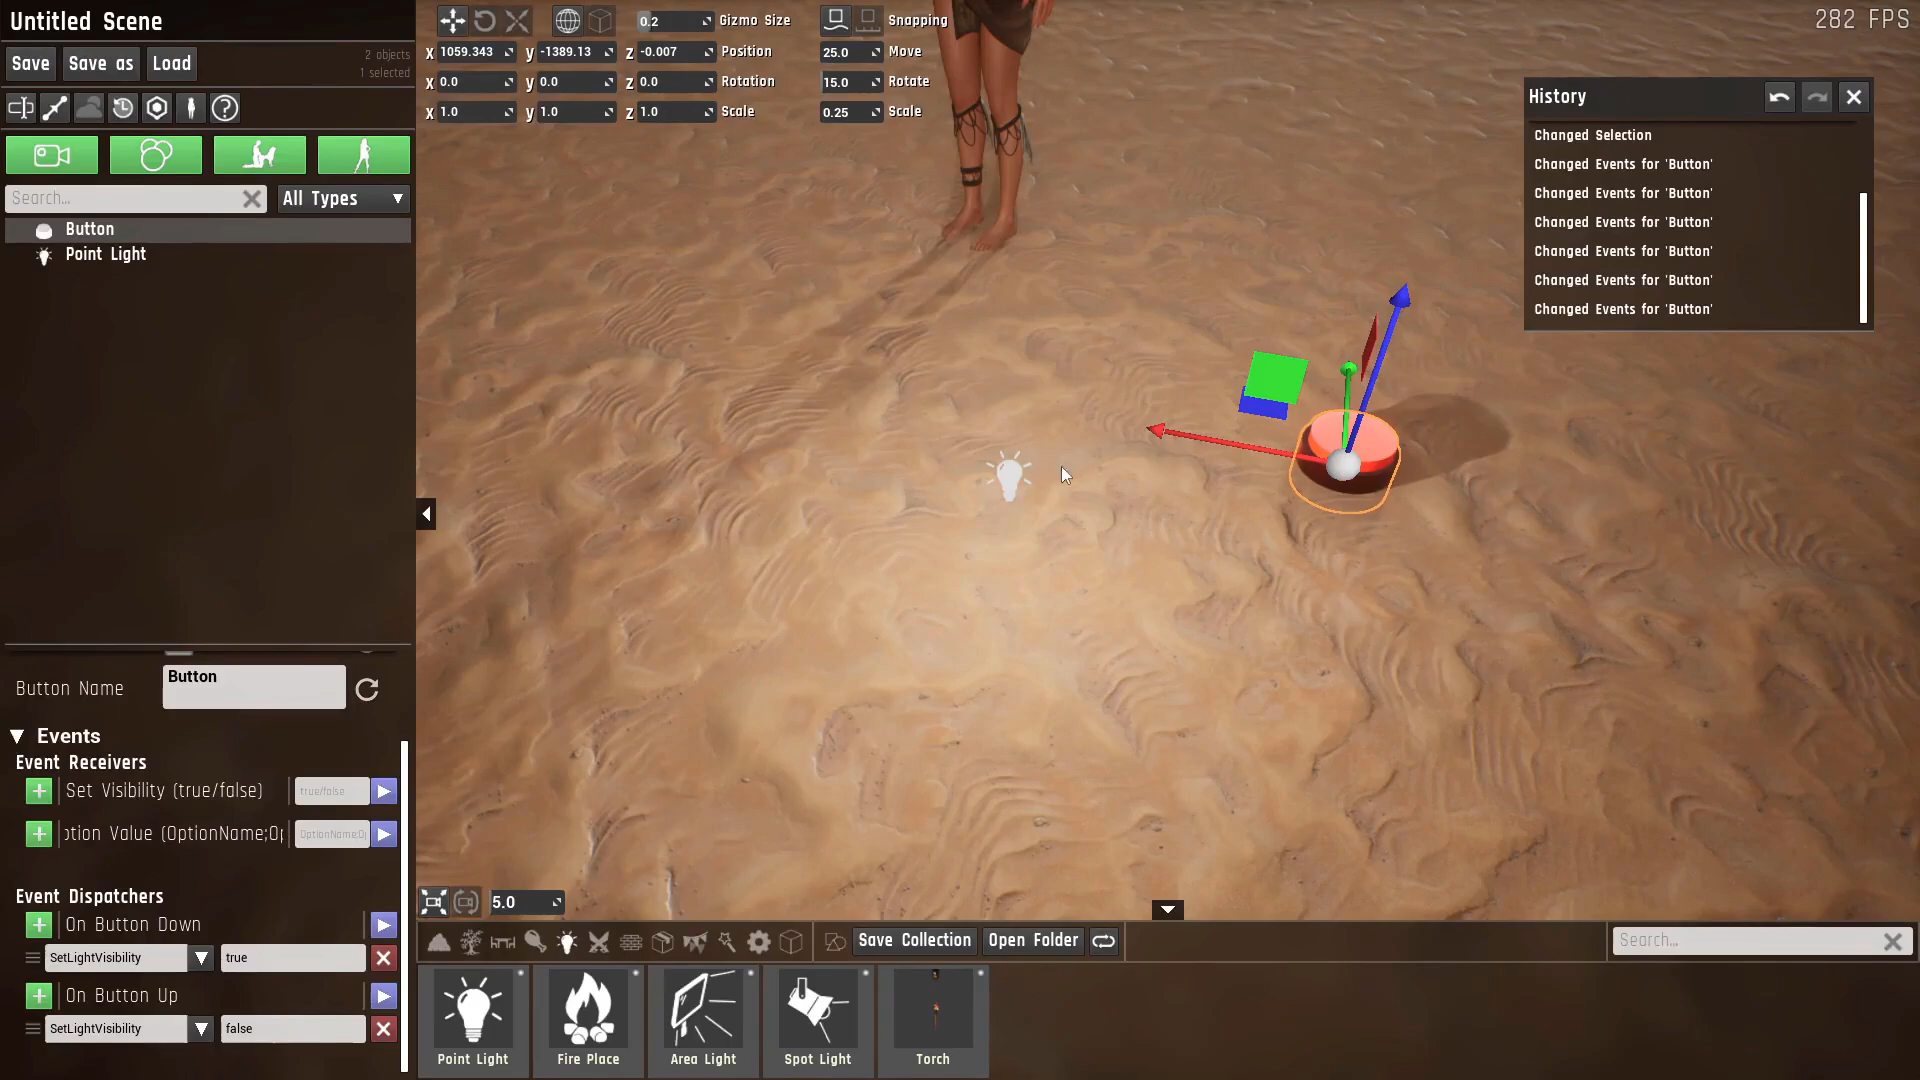 Untitled Scene
2 objects
1 selected
Save
Save as
Load
Search...
All Types
Button
Point Light
Button Name
Button
Events
Event Receivers
Set Visibility (true/false)
true/false
ption Value (OptionName;Op
OptionName;O
Event Dispatchers
On Button Down
SetLightVisibility
true
On Button Up
SetLightVisibility
false
0.2
Gizmo Size
Snapping
x 1059.343 y -1389.13 z -0.007 Position
25.0 Move
x 0.0 y 0.0 z 0.0 Rotation
15.0 Rotate
x 1.0 y 1.0 z 1.0 Scale
0.25 Scale
282 FPS
History
Changed Selection
Changed Events for 'Button'
Changed Events for 'Button'
Changed Events for 'Button'
Changed Events for 'Button'
Changed Events for 'Button'
Changed Events for 'Button'
5.0
Save Collection
Open Folder
Search...
Point Light
Fire Place
Area Light
Spot Light
Torch